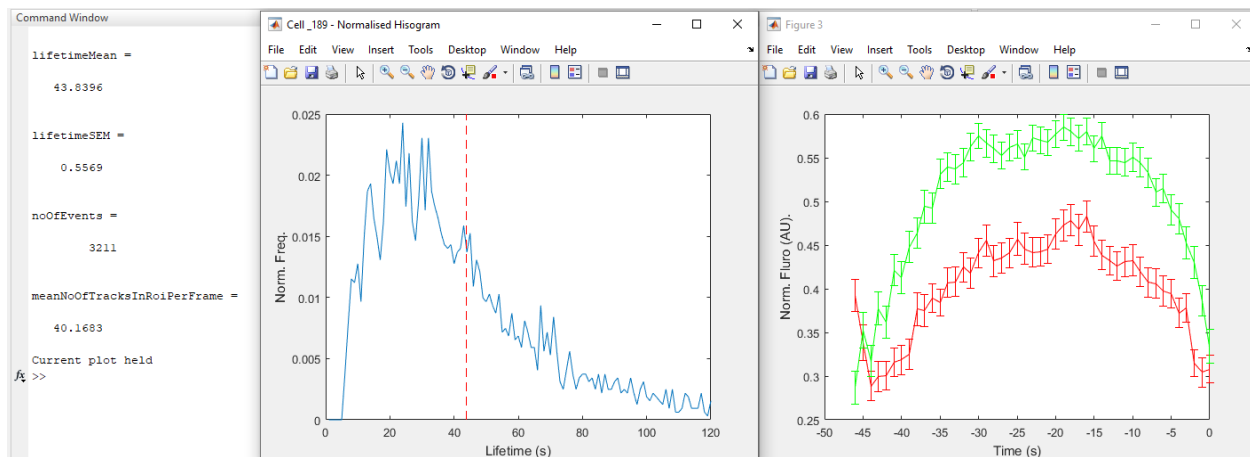 Command Window
lifetimeMean =
43.8396
lifetimeSEM =
0.5569
noOfEvents =
3211
meanNoOfTracksInRoiPerFrame =
40.1683
Current plot held
fx >>
Cell _189 - Normalised Hisogram
File Edit View Insert Tools Desktop Window Help
0.025
0.02
0.015
0.01
0.005
0
Norm. Freq.
0 20 40 60 80 100 120
Lifetime (s)
Figure 3
File Edit View Insert Tools Desktop Window Help
0.6
0.55
0.5
0.45
0.4
0.35
0.3
0.25
Norm. Fluro (AU).
-50 -45 -40 -35 -30 -25 -20 -15 -10 -5 0
Time (s)